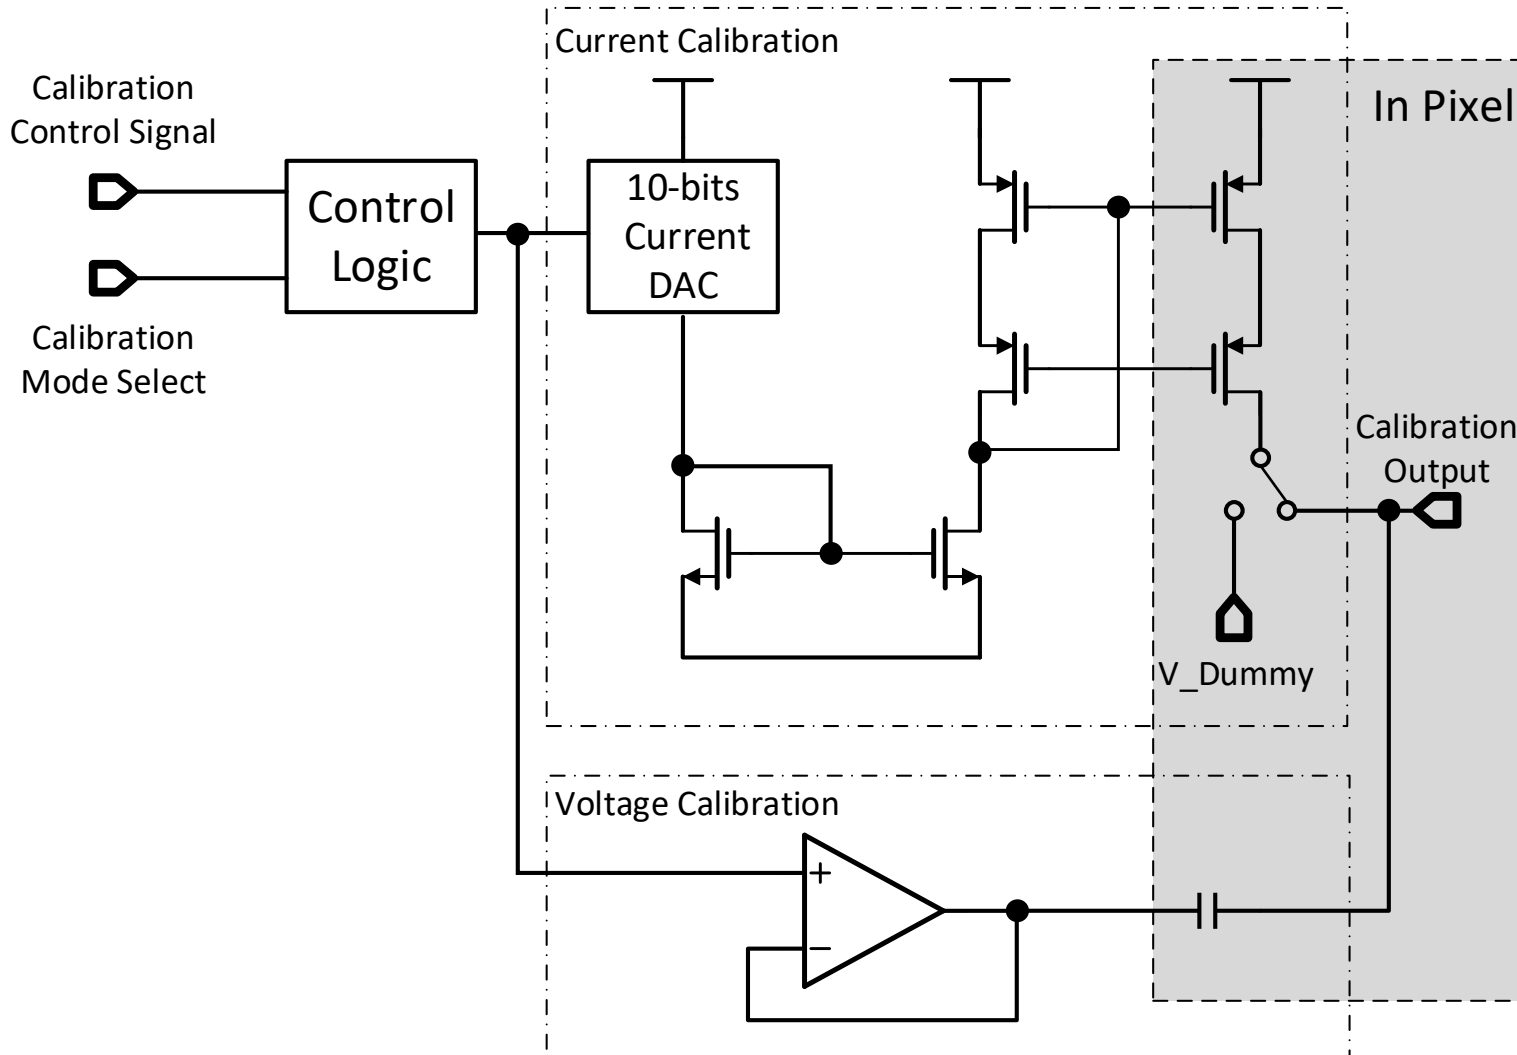 Current Calibration
Calibration
Control Signal
In Pixel
Control
Logic
10-bits
Current
DAC
Calibration
Mode Select
Calibration
Output
V_Dummy
Voltage Calibration
+
−